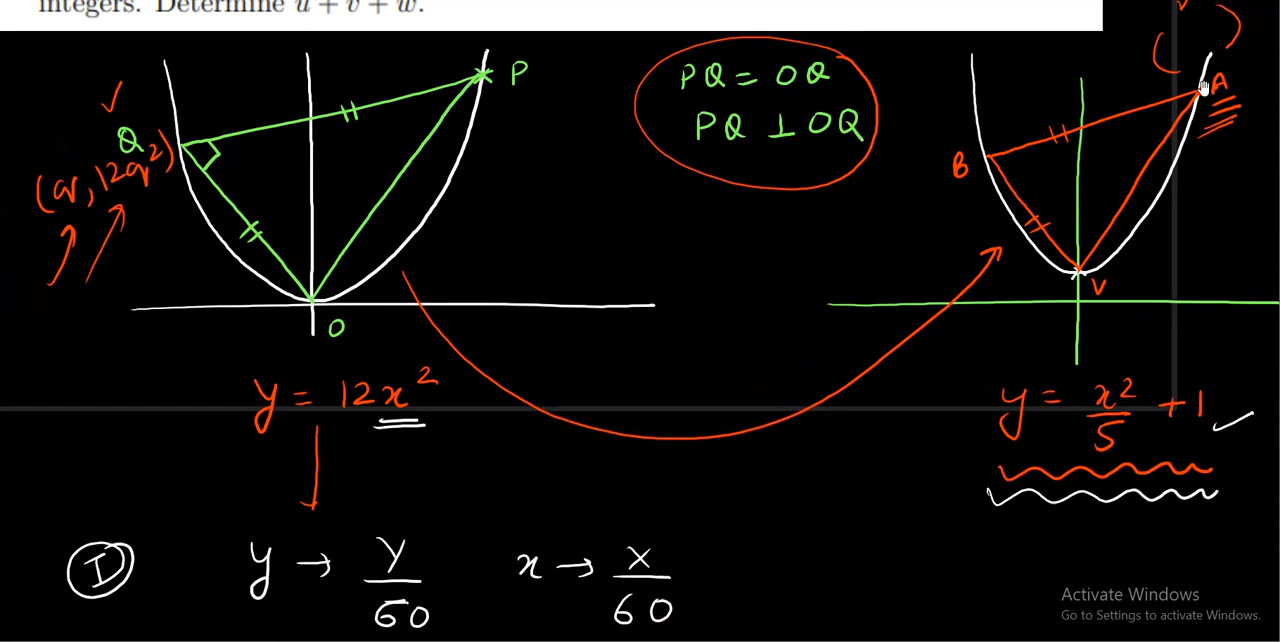 integers. Determine u + v + w.
P
PQ = OQ
PQ ⊥ OQ
A
Q
(q, 12q²)
B
O
V
y = 12x²
y = x²/5 + 1
I y → Y/60 x → X/60
Activate Windows
Go to Settings to activate Windows.